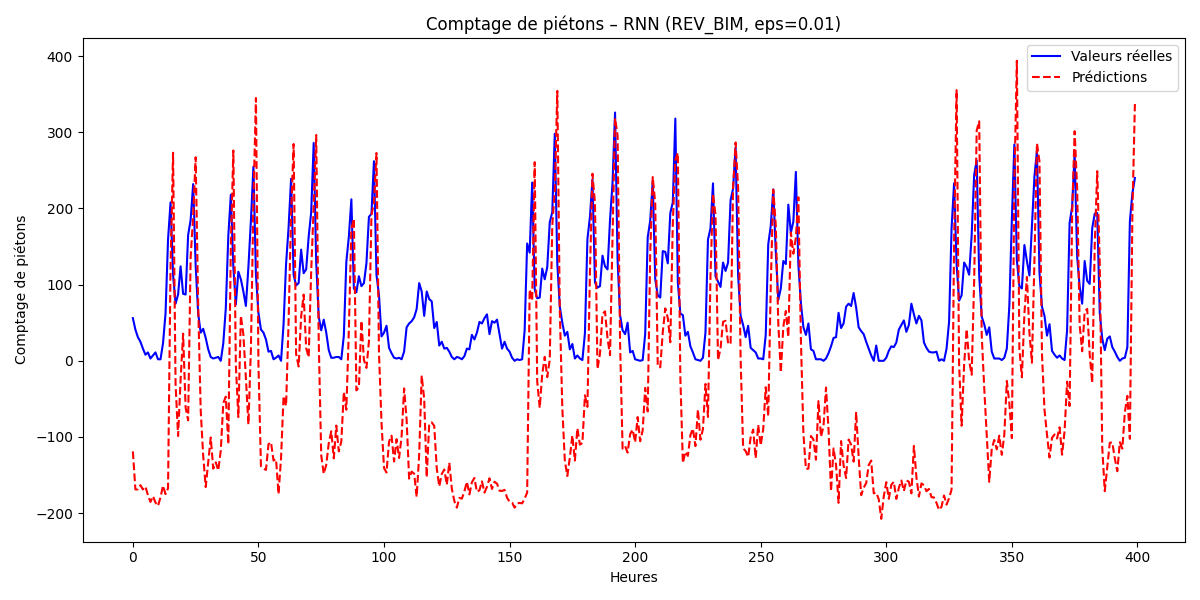 Comptage de piétons – RNN (REV_BIM, eps=0.01)
Valeurs réelles
Prédictions
Comptage de piétons
400
300
200
100
0
−100
−200
0 50 100 150 200 250 300 350 400
Heures